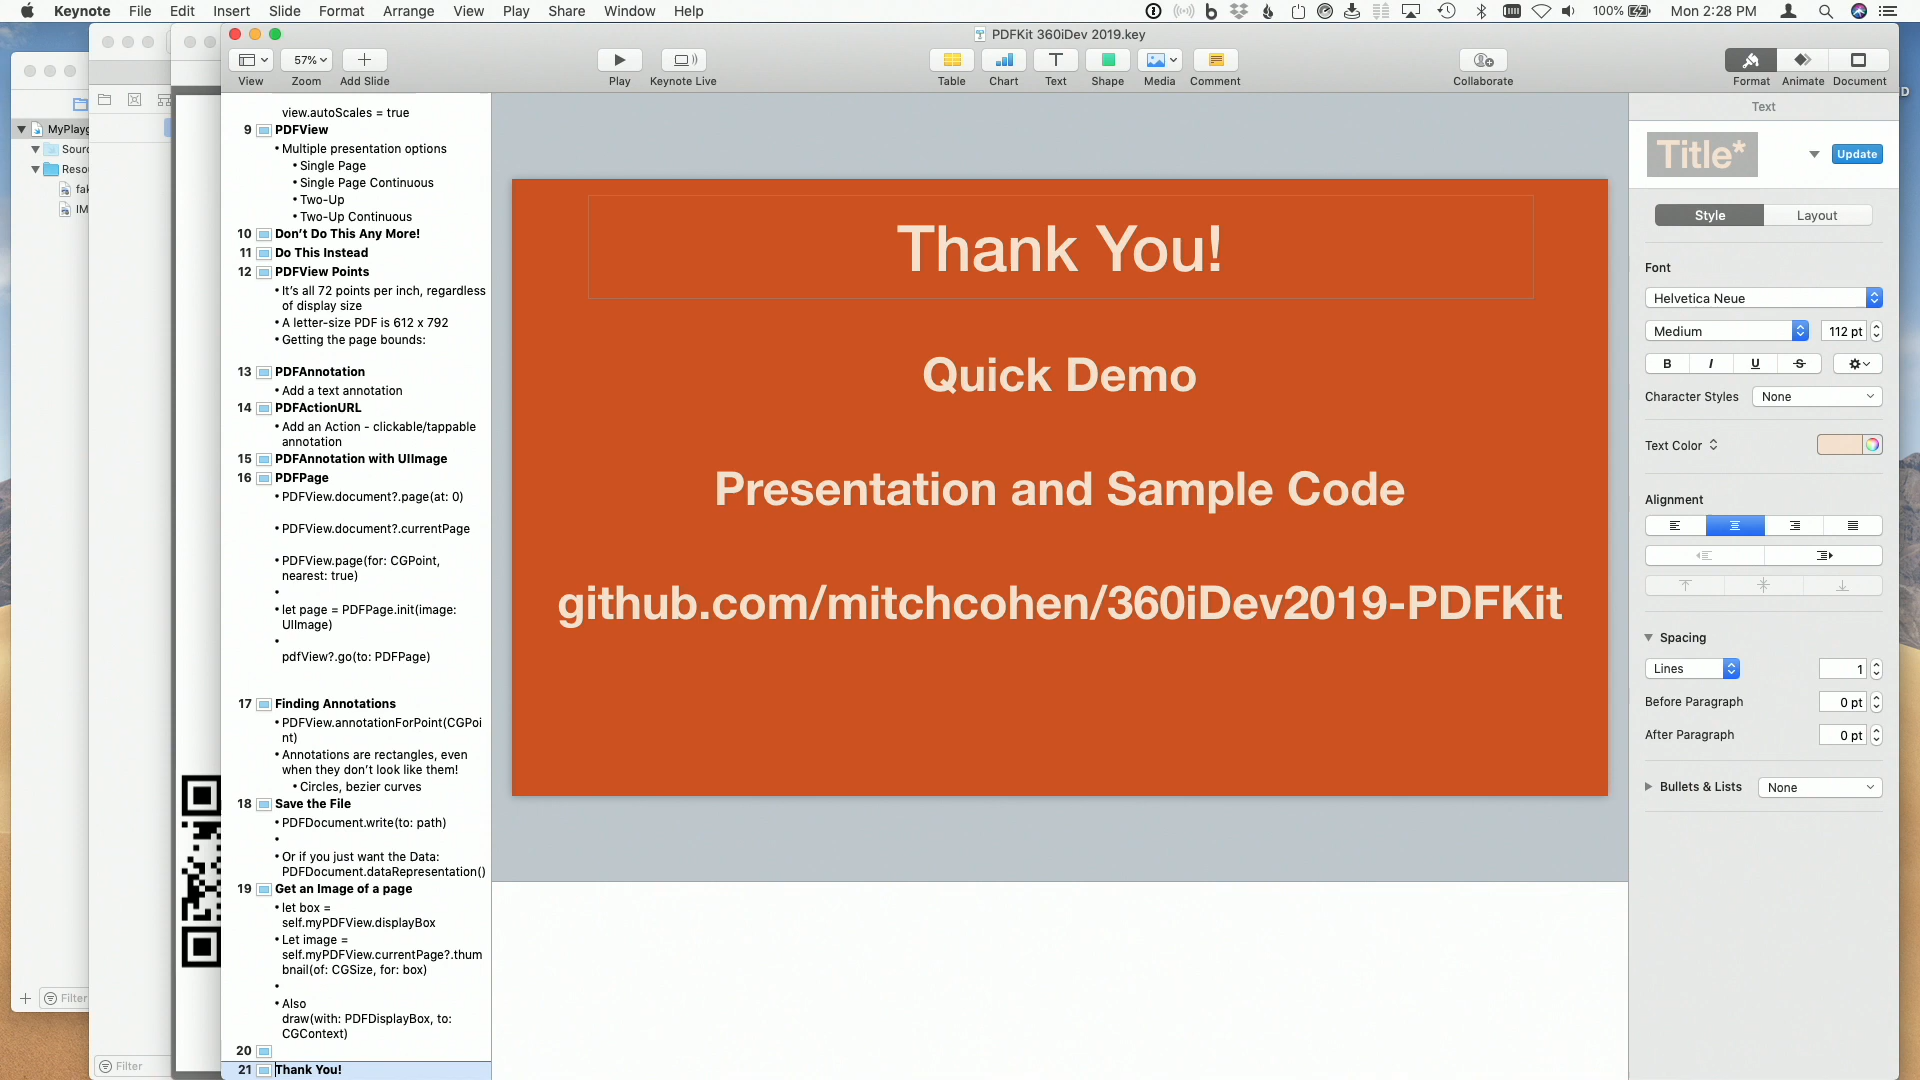 Keynote File Edit Insert Slide Format Arrange View Play Share Window Help
100% Mon 2:28 PM
PDFKit 360iDev 2019.key
57%
View Zoom Add Slide Play Keynote Live Table Chart Text Shape Media Comment Collaborate Format Animate Document
MyPlayg
Sourc
Reso
fak
IM
Filter
Filter
view.autoScales = true
9 PDFView
• Multiple presentation options
• Single Page
• Single Page Continuous
• Two-Up
• Two-Up Continuous
10 Don’t Do This Any More!
11 Do This Instead
12 PDFView Points
• It’s all 72 points per inch, regardless
of display size
• A letter-size PDF is 612 x 792
• Getting the page bounds:
13 PDFAnnotation
• Add a text annotation
14 PDFActionURL
• Add an Action - clickable/tappable
annotation
15 PDFAnnotation with UIImage
16 PDFPage
• PDFView.document?.page(at: 0)
• PDFView.document?.currentPage
• PDFView.page(for: CGPoint,
nearest: true)
•
• let page = PDFPage.init(image:
UIImage)
•
pdfView?.go(to: PDFPage)
17 Finding Annotations
• PDFView.annotationForPoint(CGPoi
nt)
• Annotations are rectangles, even
when they don’t look like them!
• Circles, bezier curves
18 Save the File
• PDFDocument.write(to: path)
•
• Or if you just want the Data:
PDFDocument.dataRepresentation()
19 Get an Image of a page
• let box =
self.myPDFView.displayBox
• Let image =
self.myPDFView.currentPage?.thum
bnail(of: CGSize, for: box)
•
• Also
draw(with: PDFDisplayBox, to:
CGContext)
20
21 Thank You!
Thank You!
Quick Demo
Presentation and Sample Code
github.com/mitchcohen/360iDev2019-PDFKit
Text
Title*
Update
Style Layout
Font
Helvetica Neue
Medium 112 pt
B I U S
Character Styles None
Text Color
Alignment
Spacing
Lines 1
Before Paragraph 0 pt
After Paragraph 0 pt
Bullets & Lists None
D